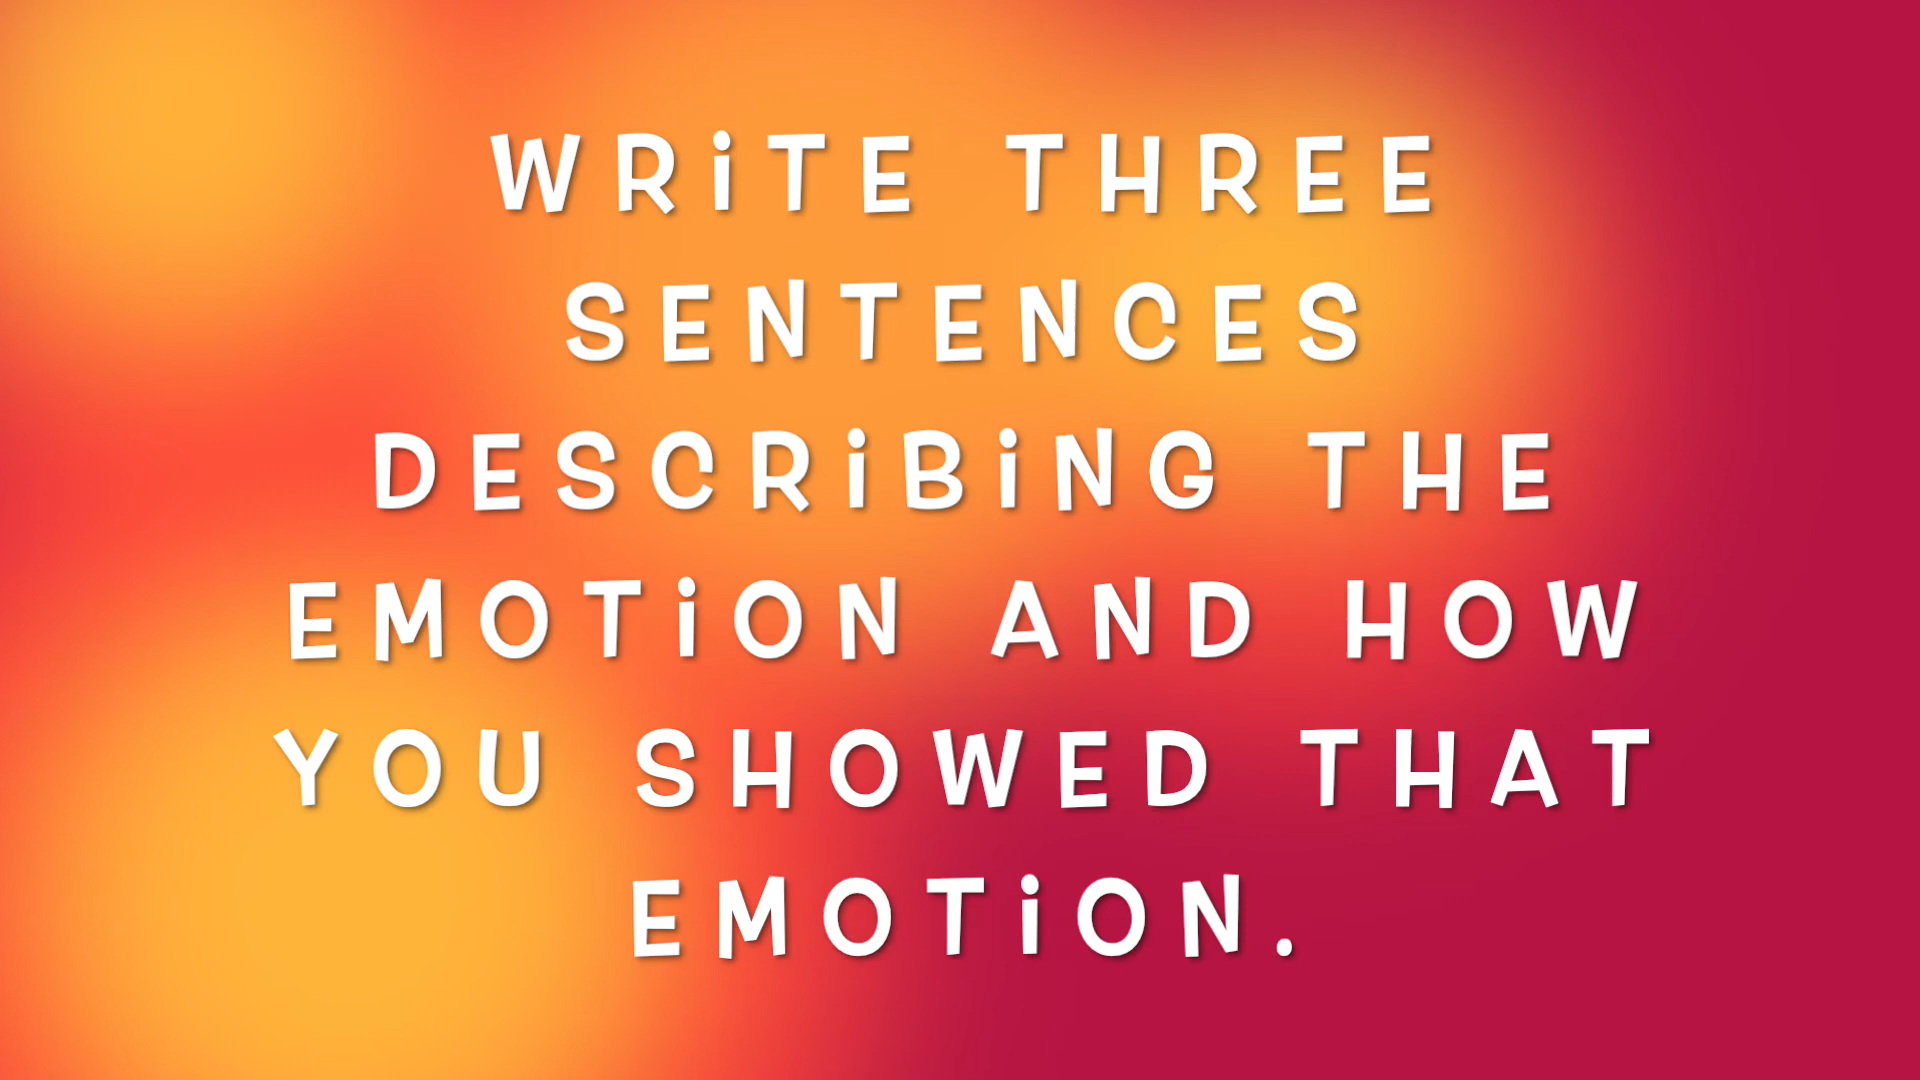 WRiTE THREE
SENTENCES
DESCRiBiNG THE
EMOTiON AND HOW
YOU SHOWED THAT
EMOTiON.